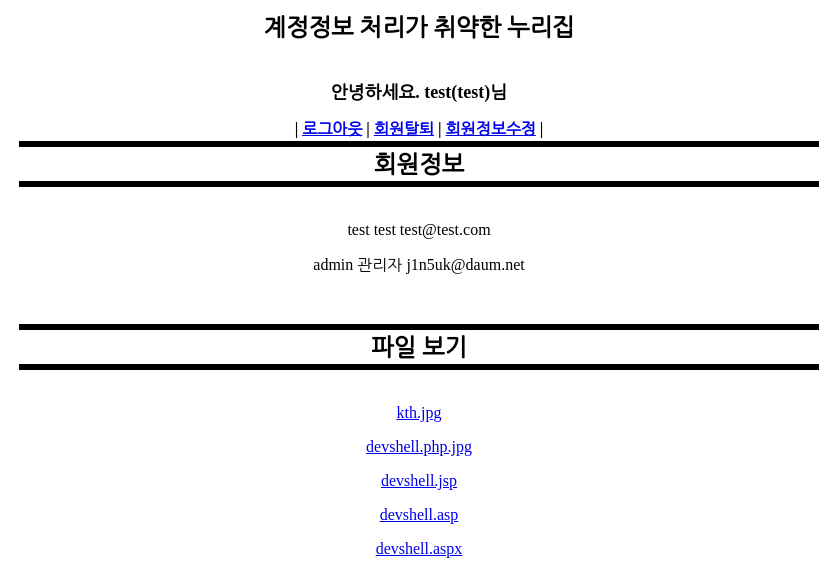 계정정보 처리가 취약한 누리집
안녕하세요. test(test)님
| 로그아웃 | 회원탈퇴 | 회원정보수정 |
회원정보
test test test@test.com
admin 관리자 j1n5uk@daum.net
파일 보기
kth.jpg
devshell.php.jpg
devshell.jsp
devshell.asp
devshell.aspx